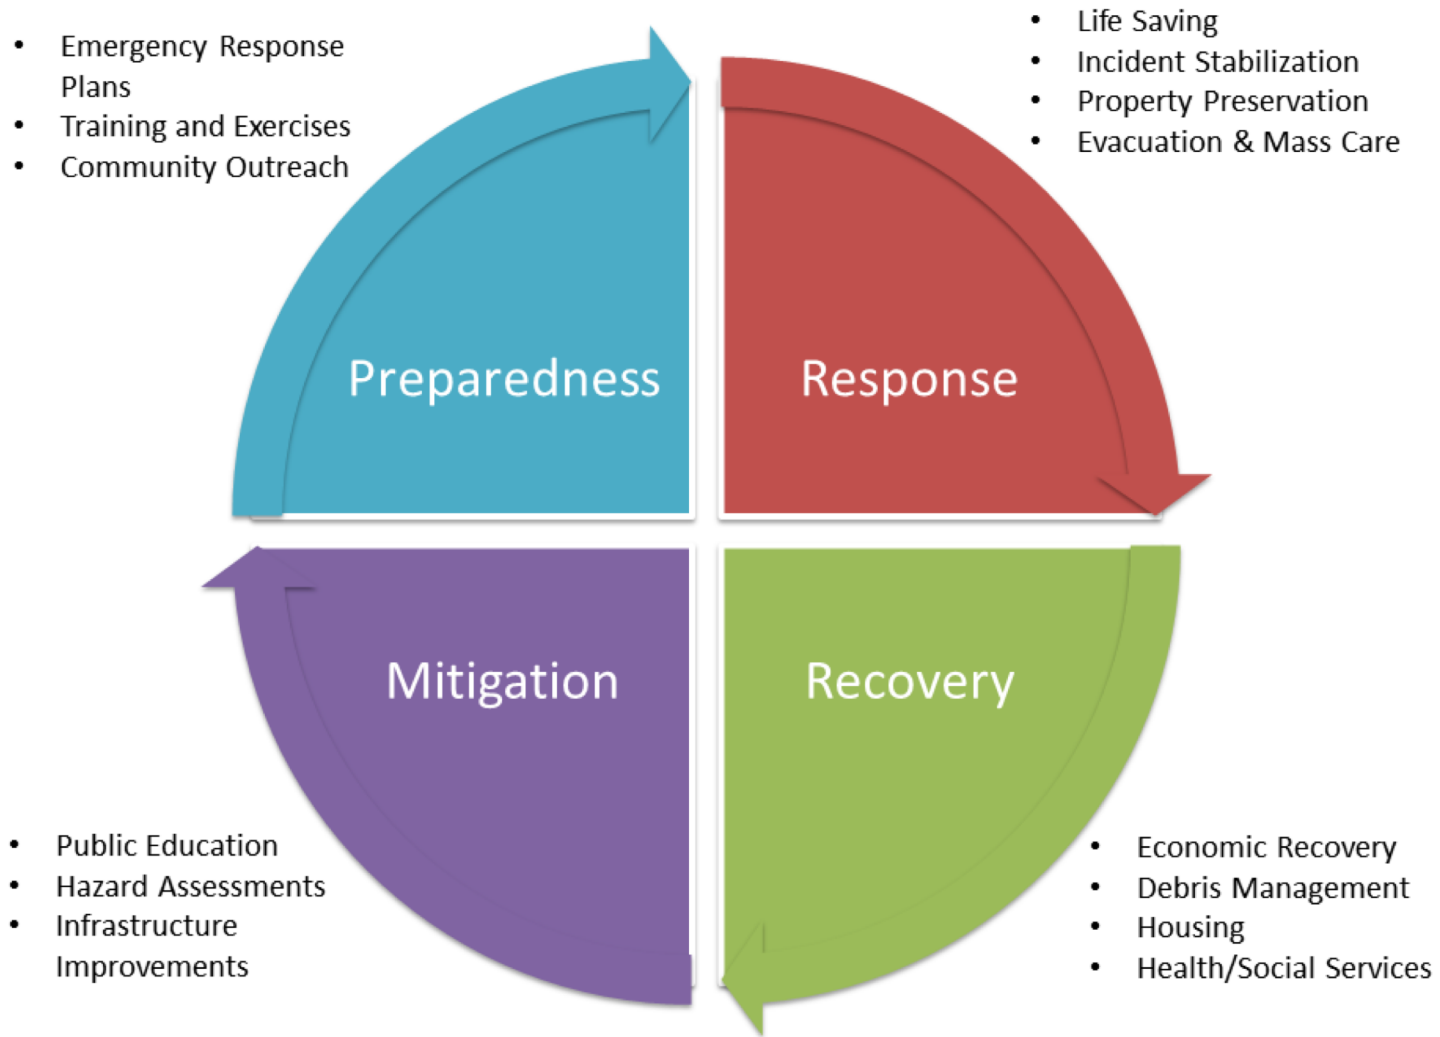 • Emergency Response
Plans
• Training and Exercises
• Community Outreach
• Life Saving
• Incident Stabilization
• Property Preservation
• Evacuation & Mass Care
Preparedness
Response
Mitigation
Recovery
• Public Education
• Hazard Assessments
• Infrastructure
Improvements
• Economic Recovery
• Debris Management
• Housing
• Health/Social Services